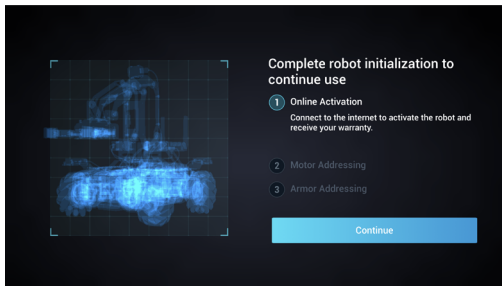 Complete robot initialization to
continue use
1 Online Activation
Connect to the internet to activate the robot and
receive your warranty.
2 Motor Addressing
3 Armor Addressing
Continue